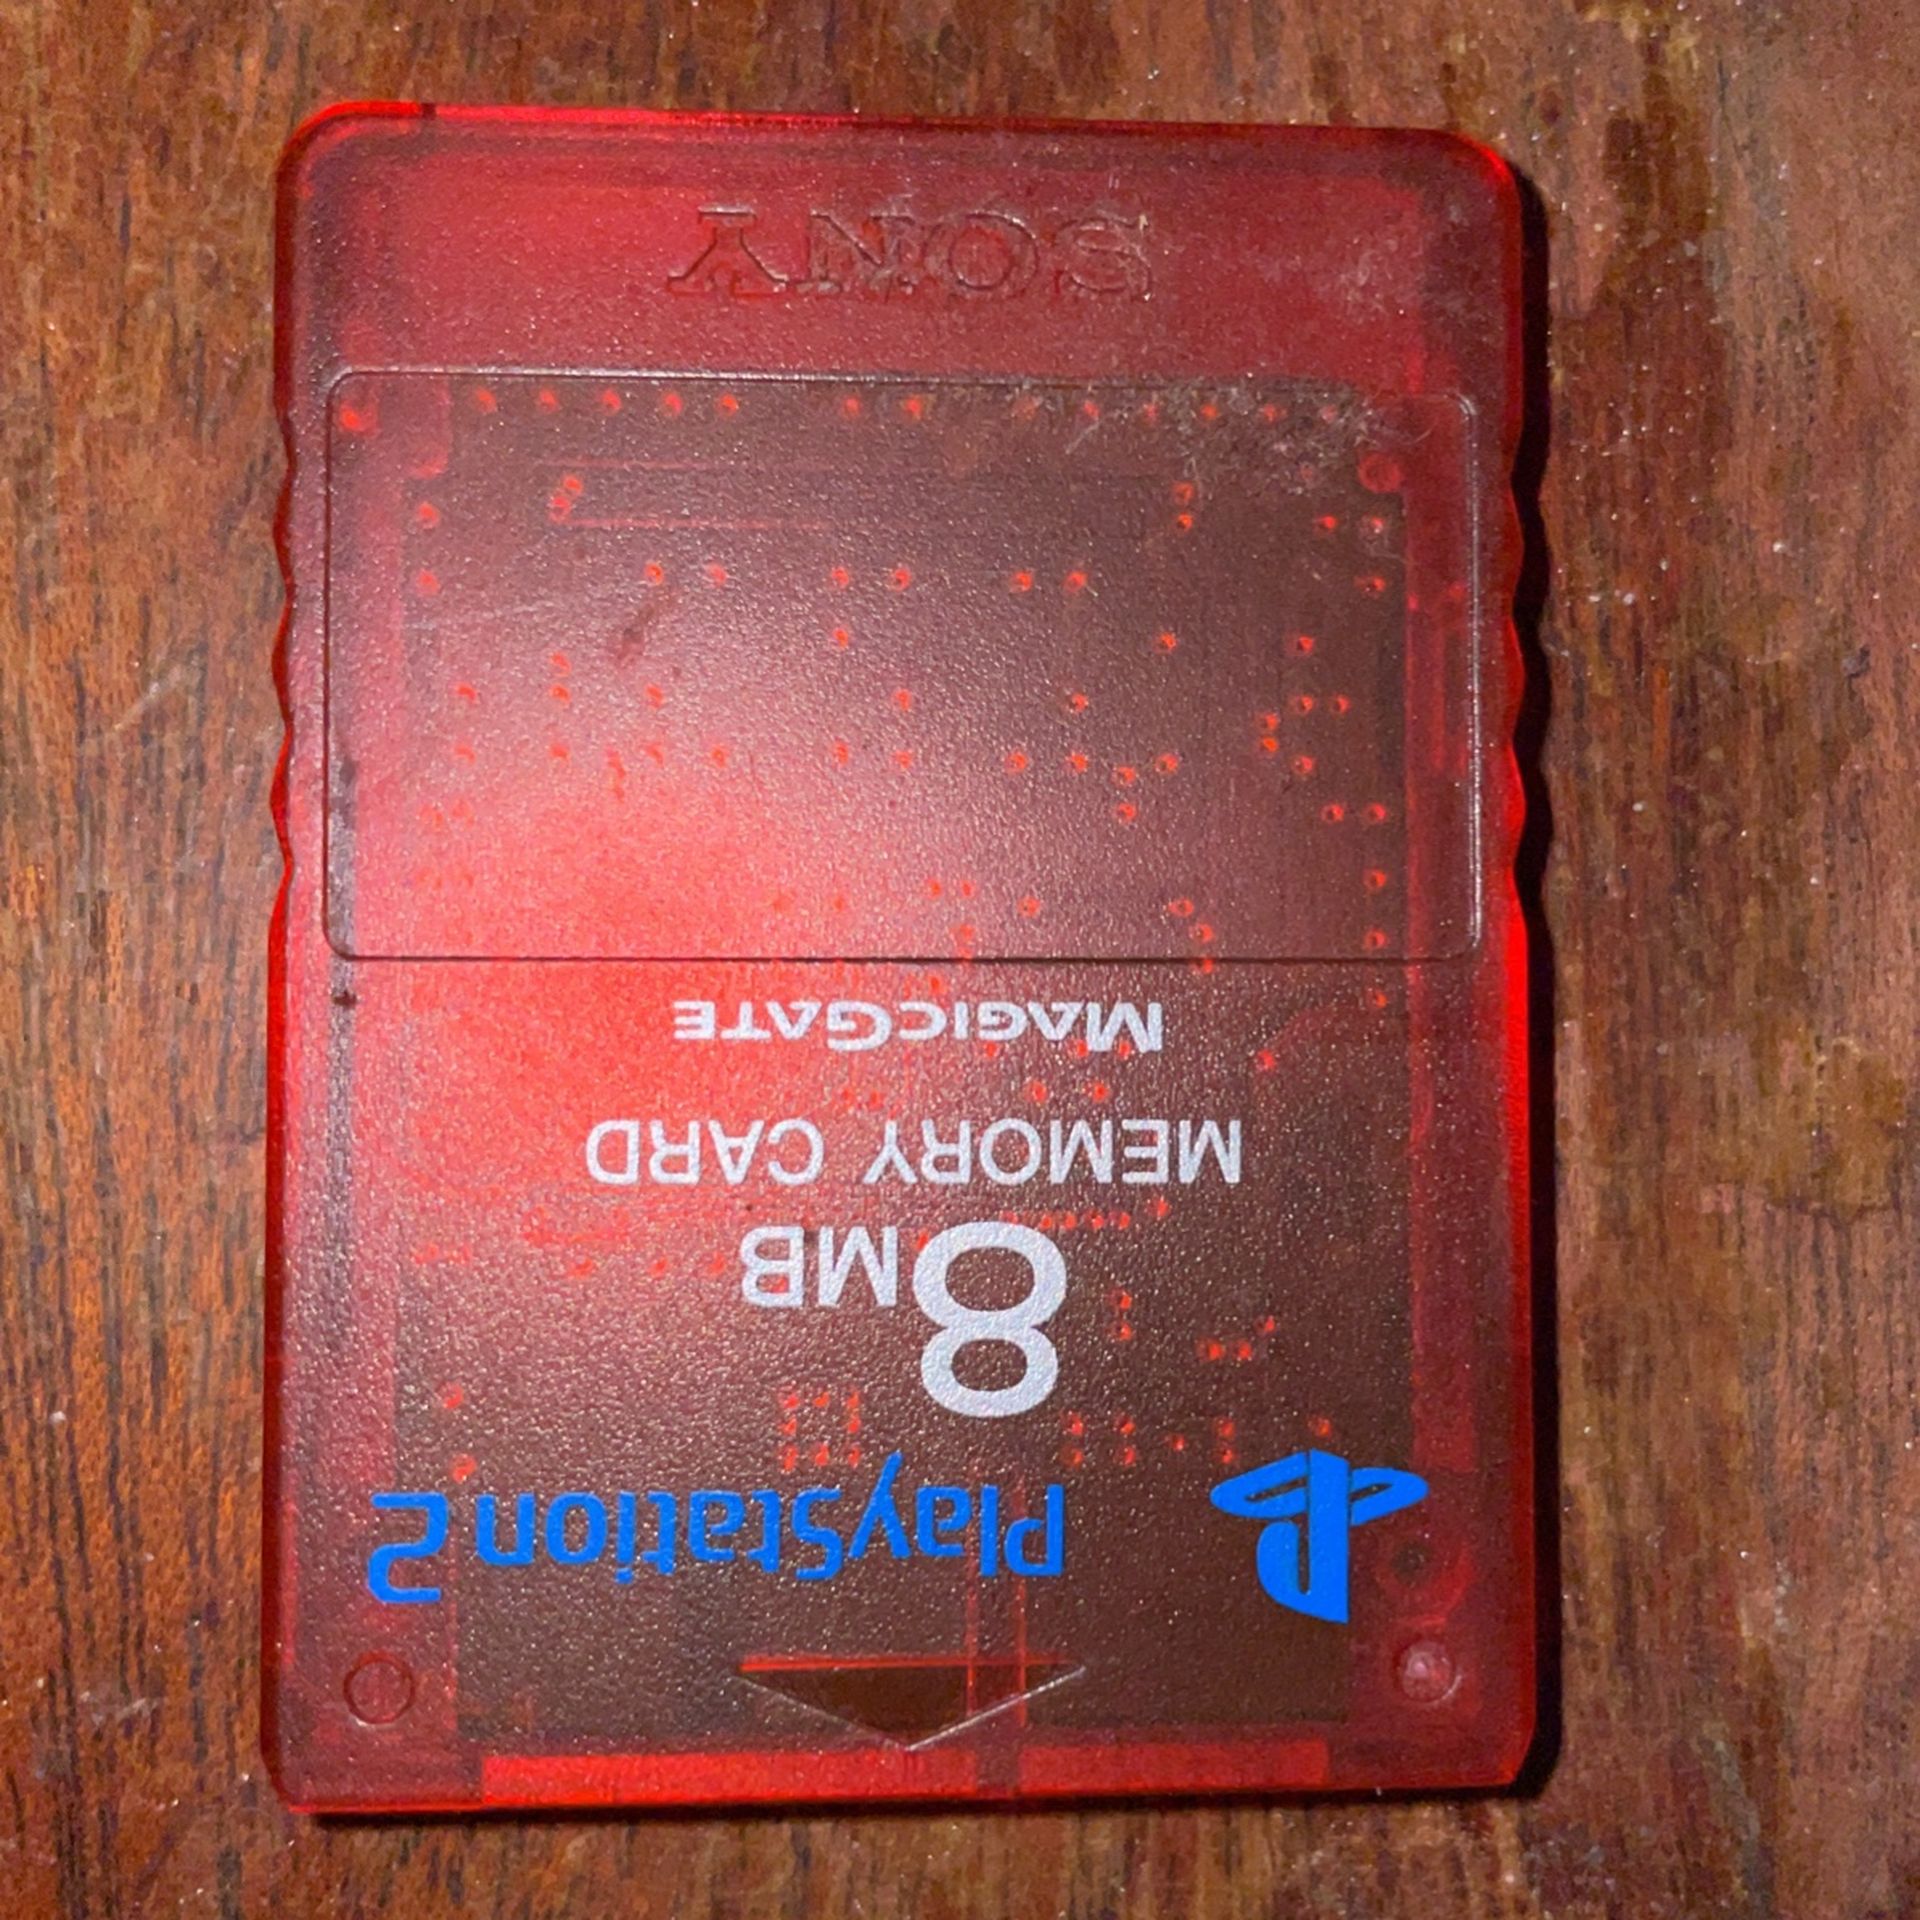 PlayStation 2
8MB
MEMORY CARD
MAGICGATE
SONY